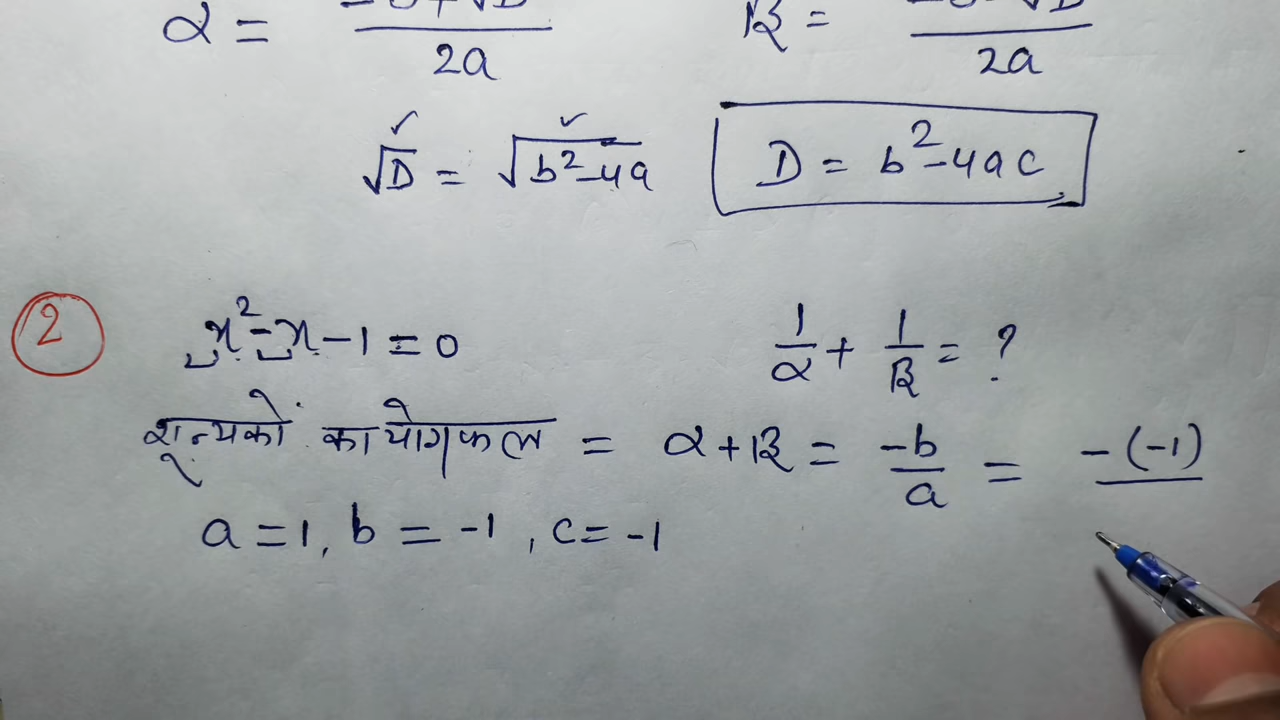 α = / 2a β = / 2a
√D = √b²-4a D = b²-4ac
2 x²-x-1=0 1/α + 1/β = ?
शून्यकों का योगफल = α+β = -b/a = -(-1)
a=1, b = -1, c= -1